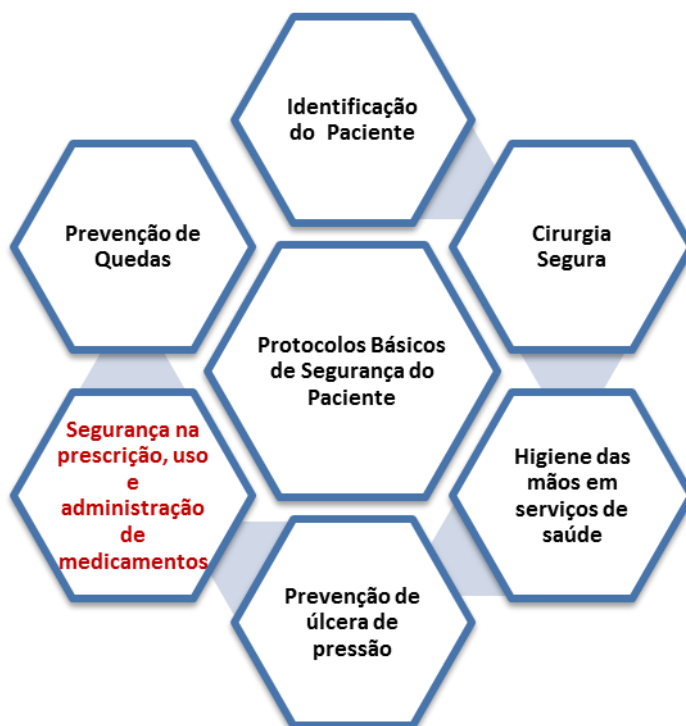 Identificação
do Paciente
Prevenção de
Quedas
Cirurgia
Segura
Protocolos Básicos
de Segurança do
Paciente
Segurança na
prescrição, uso
e
administração
de
medicamentos
Higiene das
mãos em
serviços de
saúde
Prevenção de
úlcera de
pressão